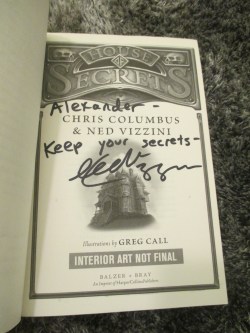 HOUSE
OF
SECRETS
Alexander -
CHRIS COLUMBUS
& NED VIZZINI
Keep your secrets-
Illustrations by GREG CALL
INTERIOR ART NOT FINAL
BALZER + BRAY
An Imprint of HarperCollinsPublishers